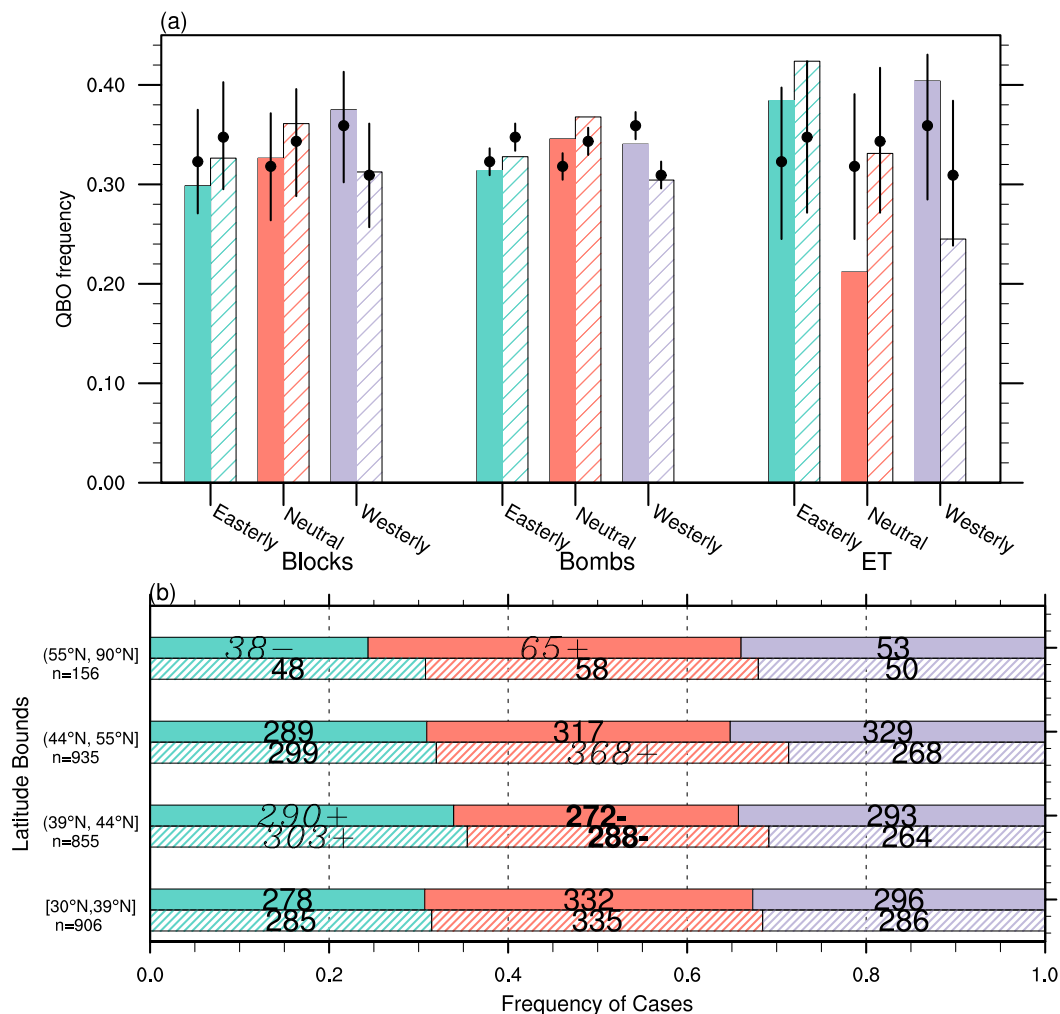 (a)
QBO frequency
0.40
0.30
0.20
0.10
0.00
Easterly Neutral Westerly
Blocks
Easterly Neutral Westerly
Bombs
Easterly Neutral Westerly
ET
(b)
Latitude Bounds
(55°N, 90°N]
n=156
38- 65+ 53
48 58 50
(44°N, 55°N]
n=935
289 317 329
299 368+ 268
(39°N, 44°N]
n=855
290+ 272- 293
303+ 288- 264
[30°N,39°N]
n=906
278 332 296
285 335 286
0.0 0.2 0.4 0.6 0.8 1.0
Frequency of Cases